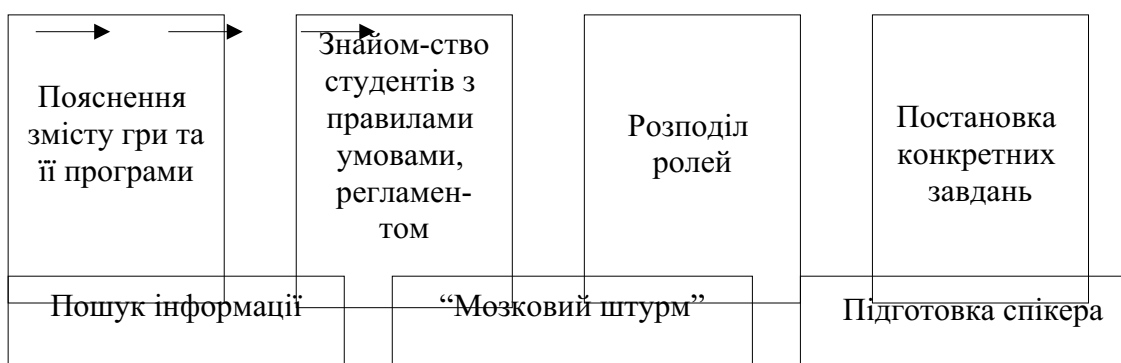 Пояснення
змісту гри та
її програми
Знайом-ство
студентів з
правилами
умовами,
регламен-
том
Розподіл
ролей
Постановка
конкретних
завдань
Пошук інформації
“Мозковий штурм”
Підготовка спікера